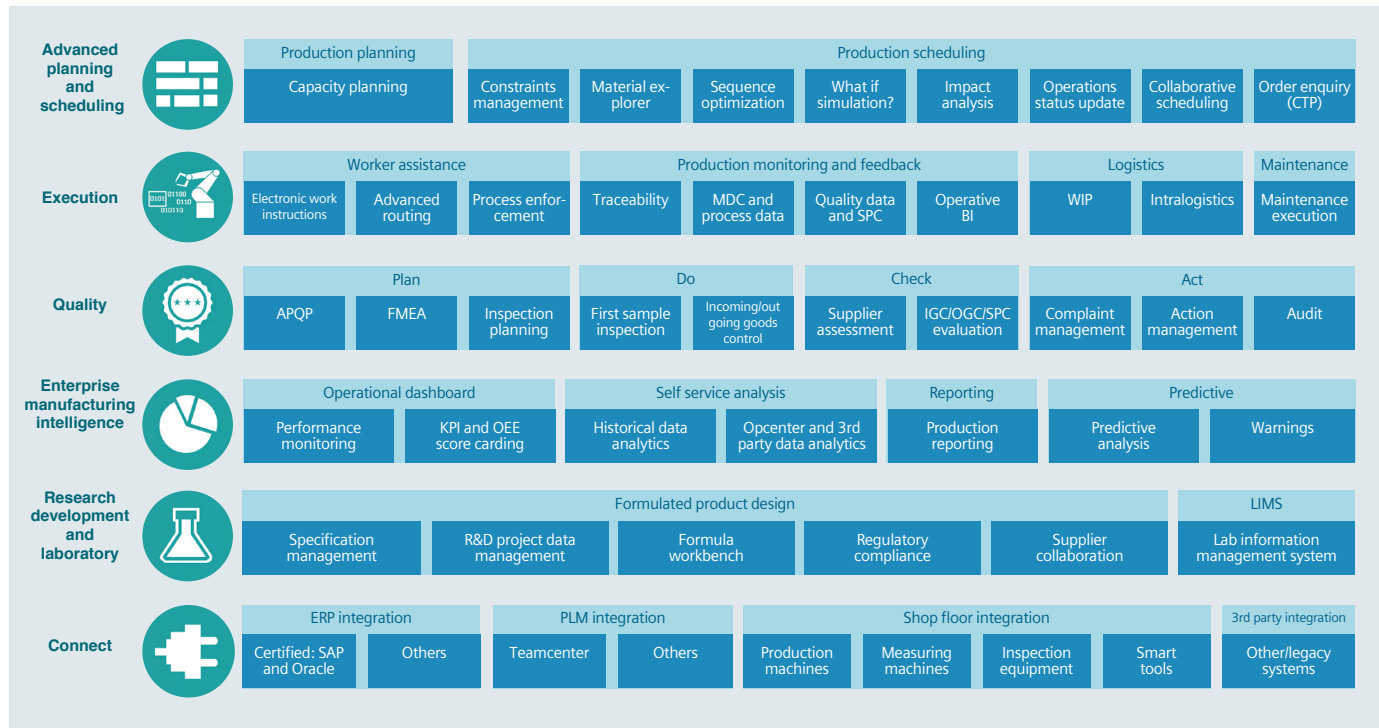 Advanced
planning
and
scheduling
Production planning
Production scheduling
Capacity planning
Constraints
management
Material ex-
plorer
Sequence
optimization
What if
simulation?
Impact
analysis
Operations
status update
Collaborative
scheduling
Order enquiry
(CTP)
Execution
01100
0101
0110
010110
Worker assistance
Production monitoring and feedback
Logistics
Maintenance
Electronic work
instructions
Advanced
routing
Process enfor-
cement
Traceability
MDC and
process data
Quality data
and SPC
Operative
BI
WIP
Intralogistics
Maintenance
execution
Quality
Plan
Do
Check
Act
APQP
FMEA
Inspection
planning
First sample
inspection
Incoming/out
going goods
control
Supplier
assessment
IGC/OGC/SPC
evaluation
Complaint
management
Action
management
Audit
Enterprise
manufacturing
intelligence
Operational dashboard
Self service analysis
Reporting
Predictive
Performance
monitoring
KPI and OEE
score carding
Historical data
analytics
Opcenter and 3rd
party data analytics
Production
reporting
Predictive
analysis
Warnings
Research
development
and
laboratory
Formulated product design
LIMS
Specification
management
R&D project data
management
Formula
workbench
Regulatory
compliance
Supplier
collaboration
Lab information
management system
Connect
ERP integration
PLM integration
Shop floor integration
3rd party integration
Certified: SAP
and Oracle
Others
Teamcenter
Others
Production
machines
Measuring
machines
Inspection
equipment
Smart
tools
Other/legacy
systems